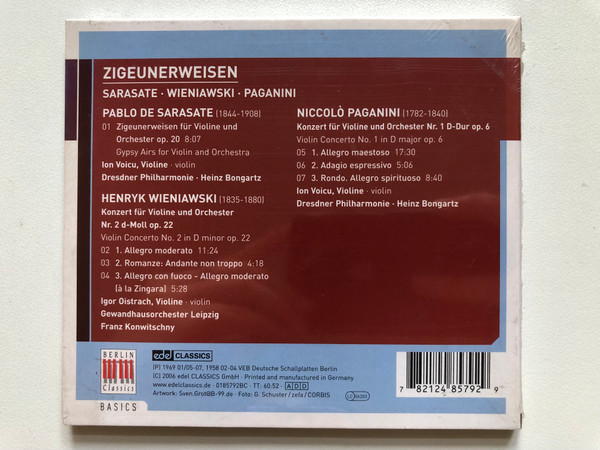 ZIGEUNERWEISEN
SARASATE · WIENIAWSKI · PAGANINI
PABLO DE SARASATE (1844-1908)
01 Zigeunerweisen für Violine und
Orchester op. 20 8:07
Gypsy Airs for Violin and Orchestra
Ion Voicu, Violine · violin
Dresdner Philharmonie · Heinz Bongartz
HENRYK WIENIAWSKI (1835-1880)
Konzert für Violine und Orchester
Nr. 2 d-Moll op. 22
Violin Concerto No. 2 in D minor op. 22
02 1. Allegro moderato 11:24
03 2. Romanze: Andante non troppo 4:18
04 3. Allegro con fuoco - Allegro moderato
(à la Zingara) 5:28
Igor Oistrach, Violine · violin
Gewandhausorchester Leipzig
Franz Konwitschny
NICCOLÒ PAGANINI (1782-1840)
Konzert für Violine und Orchester Nr. 1 D-Dur op. 6
Violin Concerto No. 1 in D major op. 6
05 1. Allegro maestoso 17:30
06 2. Adagio espressivo 5:06
07 3. Rondo. Allegro spirituoso 8:40
Ion Voicu, Violine · violin
Dresdner Philharmonie · Heinz Bongartz
BERLIN
Classics
BASICS
edel CLASSICS
(P) 1969 01/05-07, 1958 02-04 VEB Deutsche Schallplatten Berlin
(C) 2006 edel CLASSICS GmbH · Printed and manufactured in Germany
www.edelclassics.de · 0185792BC · TT: 60:52 · ADD
Artwork: Sven.Grot@BB-99.de · Foto: G. Schuster / zefa / CORBIS
7 82124 85792 9